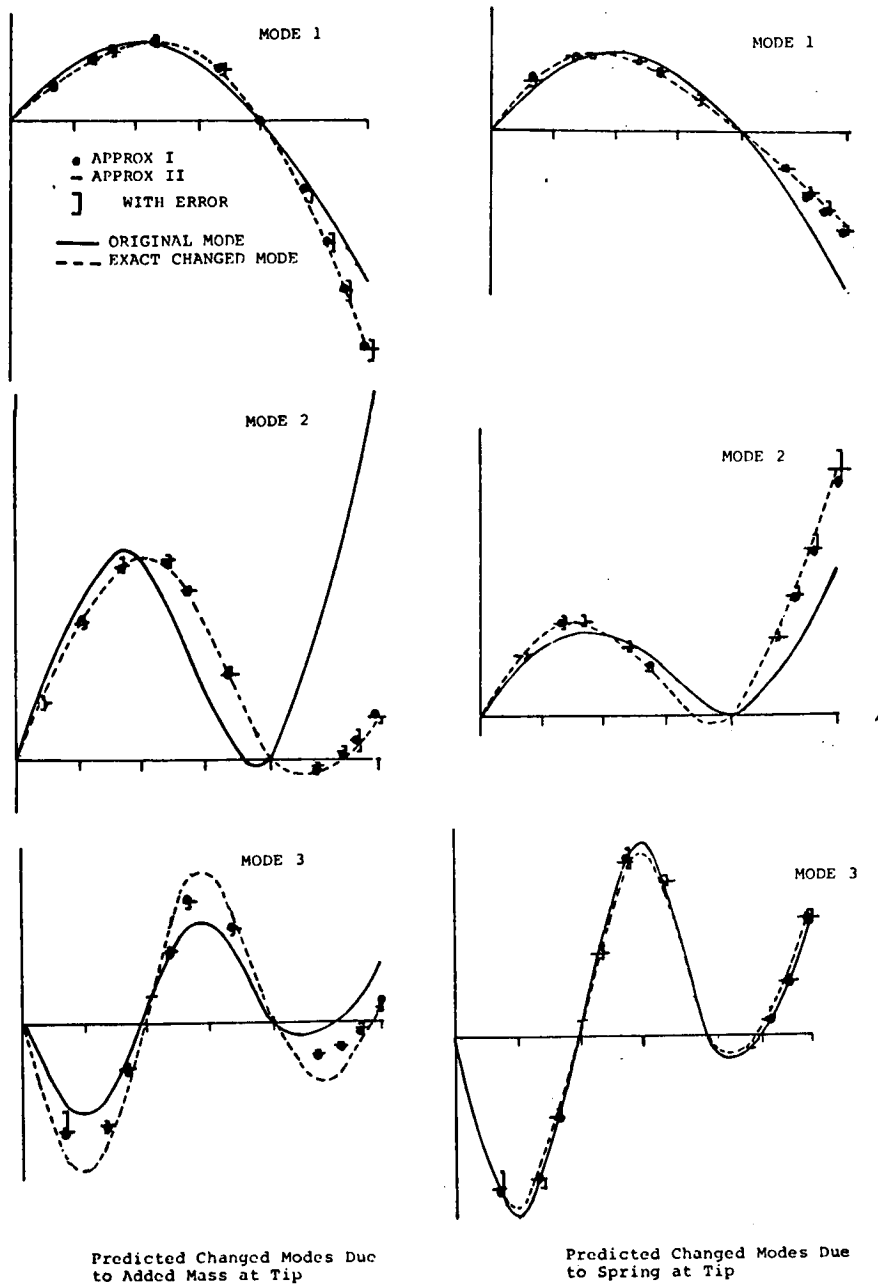 MODE 1
APPROX I
APPROX II
WITH ERROR
ORIGINAL MODE
EXACT CHANGED MODE
MODE 1
MODE 2
MODE 2
MODE 3
MODE 3
Predicted Changed Modes Due
to Added Mass at Tip
Predicted Changed Modes Due
to Spring at Tip